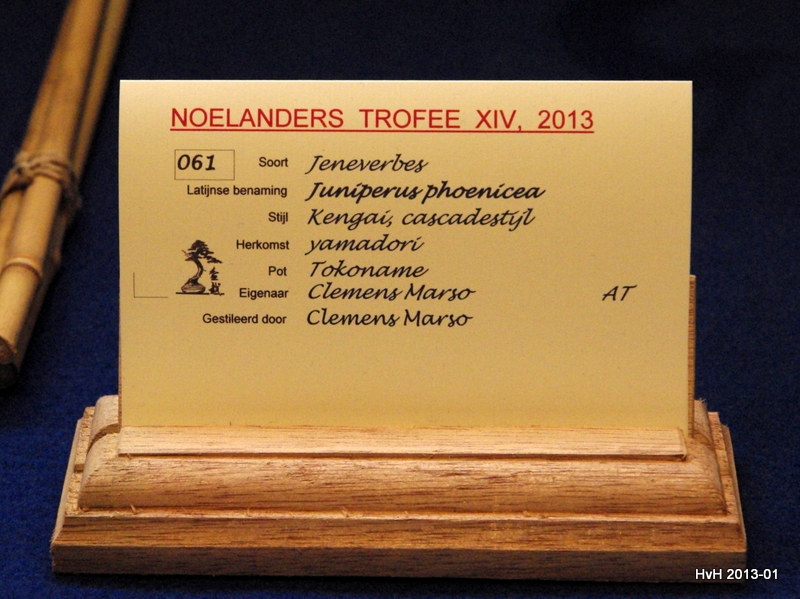 NOELANDERS TROFEE XIV, 2013
061 Soort Jeneverbes
Latijnse benaming Juniperus phoenicea
Stijl Kengai, cascadestijl
Herkomst yamadori
Pot Tokoname
Eigenaar Clemens Marso AT
Gestileerd door Clemens Marso
HvH 2013-01